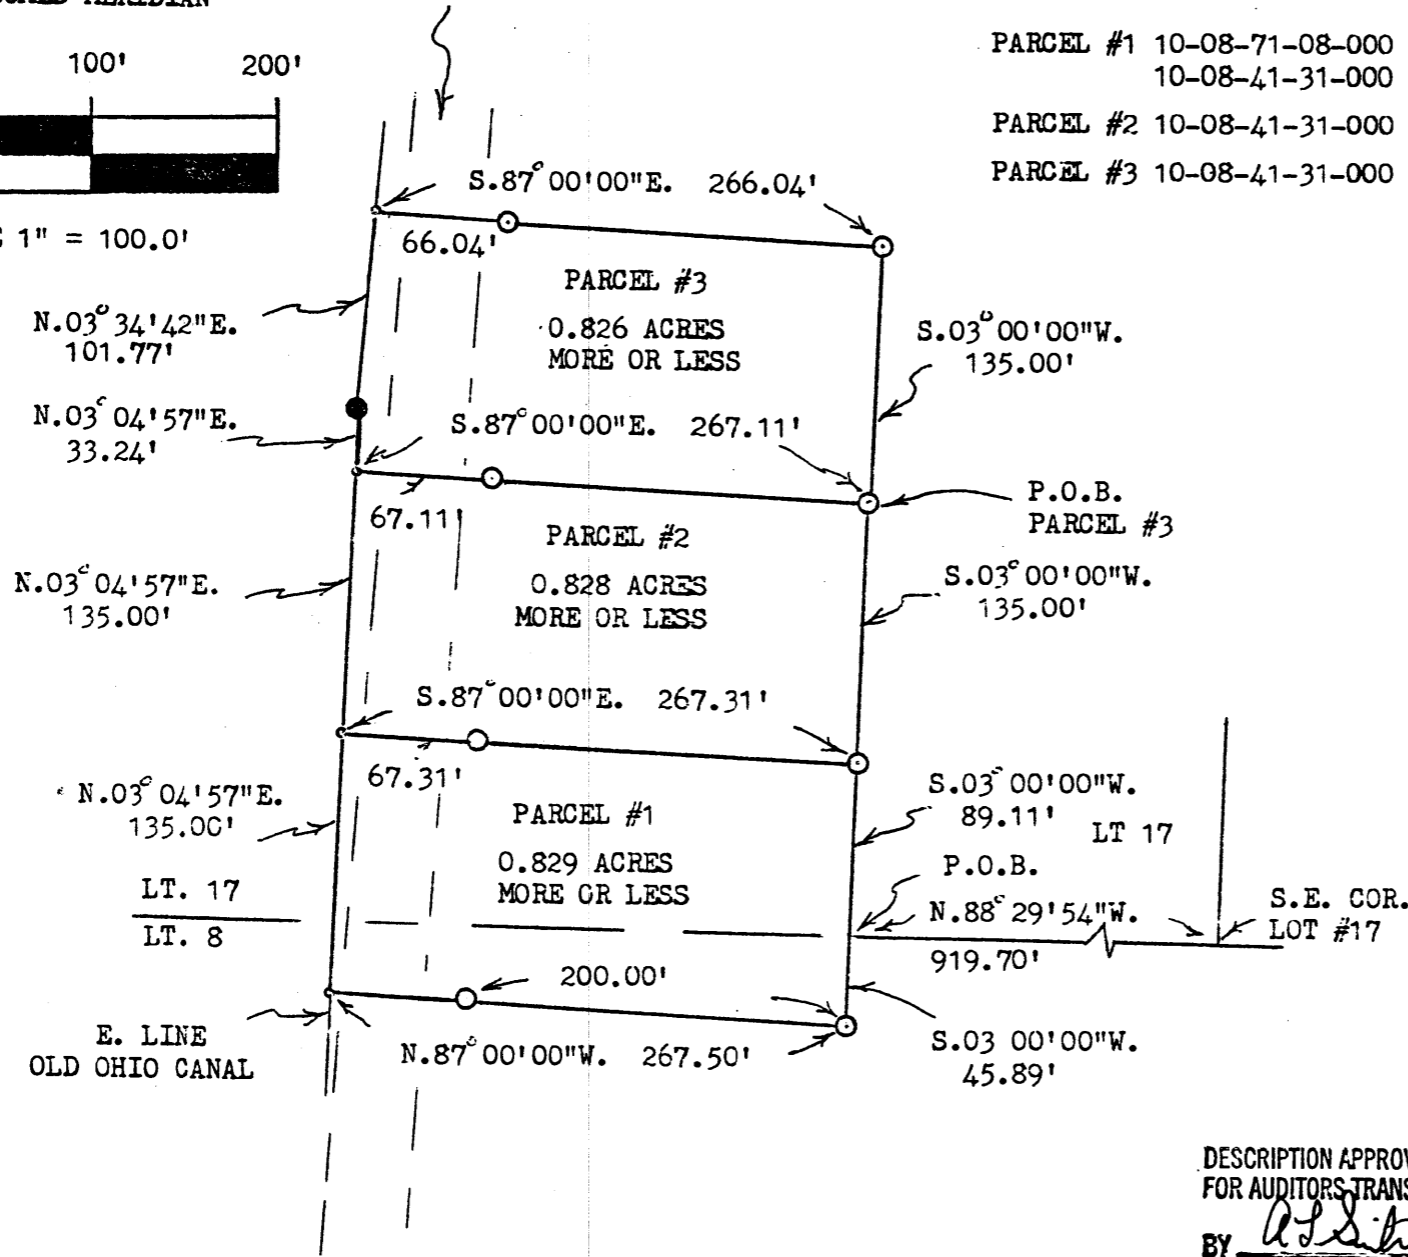 MERIDIAN
100' 200'
1" = 100.0'
PARCEL #1 10-08-71-08-000
10-08-41-31-000
PARCEL #2 10-08-41-31-000
PARCEL #3 10-08-41-31-000
S.87°00'00"E. 266.04'
66.04'
PARCEL #3
0.826 ACRES
MORE OR LESS
N.03°34'42"E.
101.77'
S.03°00'00"W.
135.00'
N.03°04'57"E.
33.24'
S.87°00'00"E. 267.11'
P.O.B.
PARCEL #3
67.11'
PARCEL #2
0.828 ACRES
MORE OR LESS
N.03°04'57"E.
135.00'
S.03°00'00"W.
135.00'
S.87°00'00"E. 267.31'
67.31'
N.03°04'57"E.
135.00'
PARCEL #1
0.829 ACRES
MORE OR LESS
S.03°00'00"W.
89.11'
LT 17
P.O.B.
N.88°29'54"W.
919.70'
S.E. COR.
LOT #17
LT. 17
LT. 8
200.00'
E. LINE
OLD OHIO CANAL
N.87°00'00"W. 267.50'
S.03 00'00"W.
45.89'
DESCRIPTION APPROV
FOR AUDITORS TRANS
BY